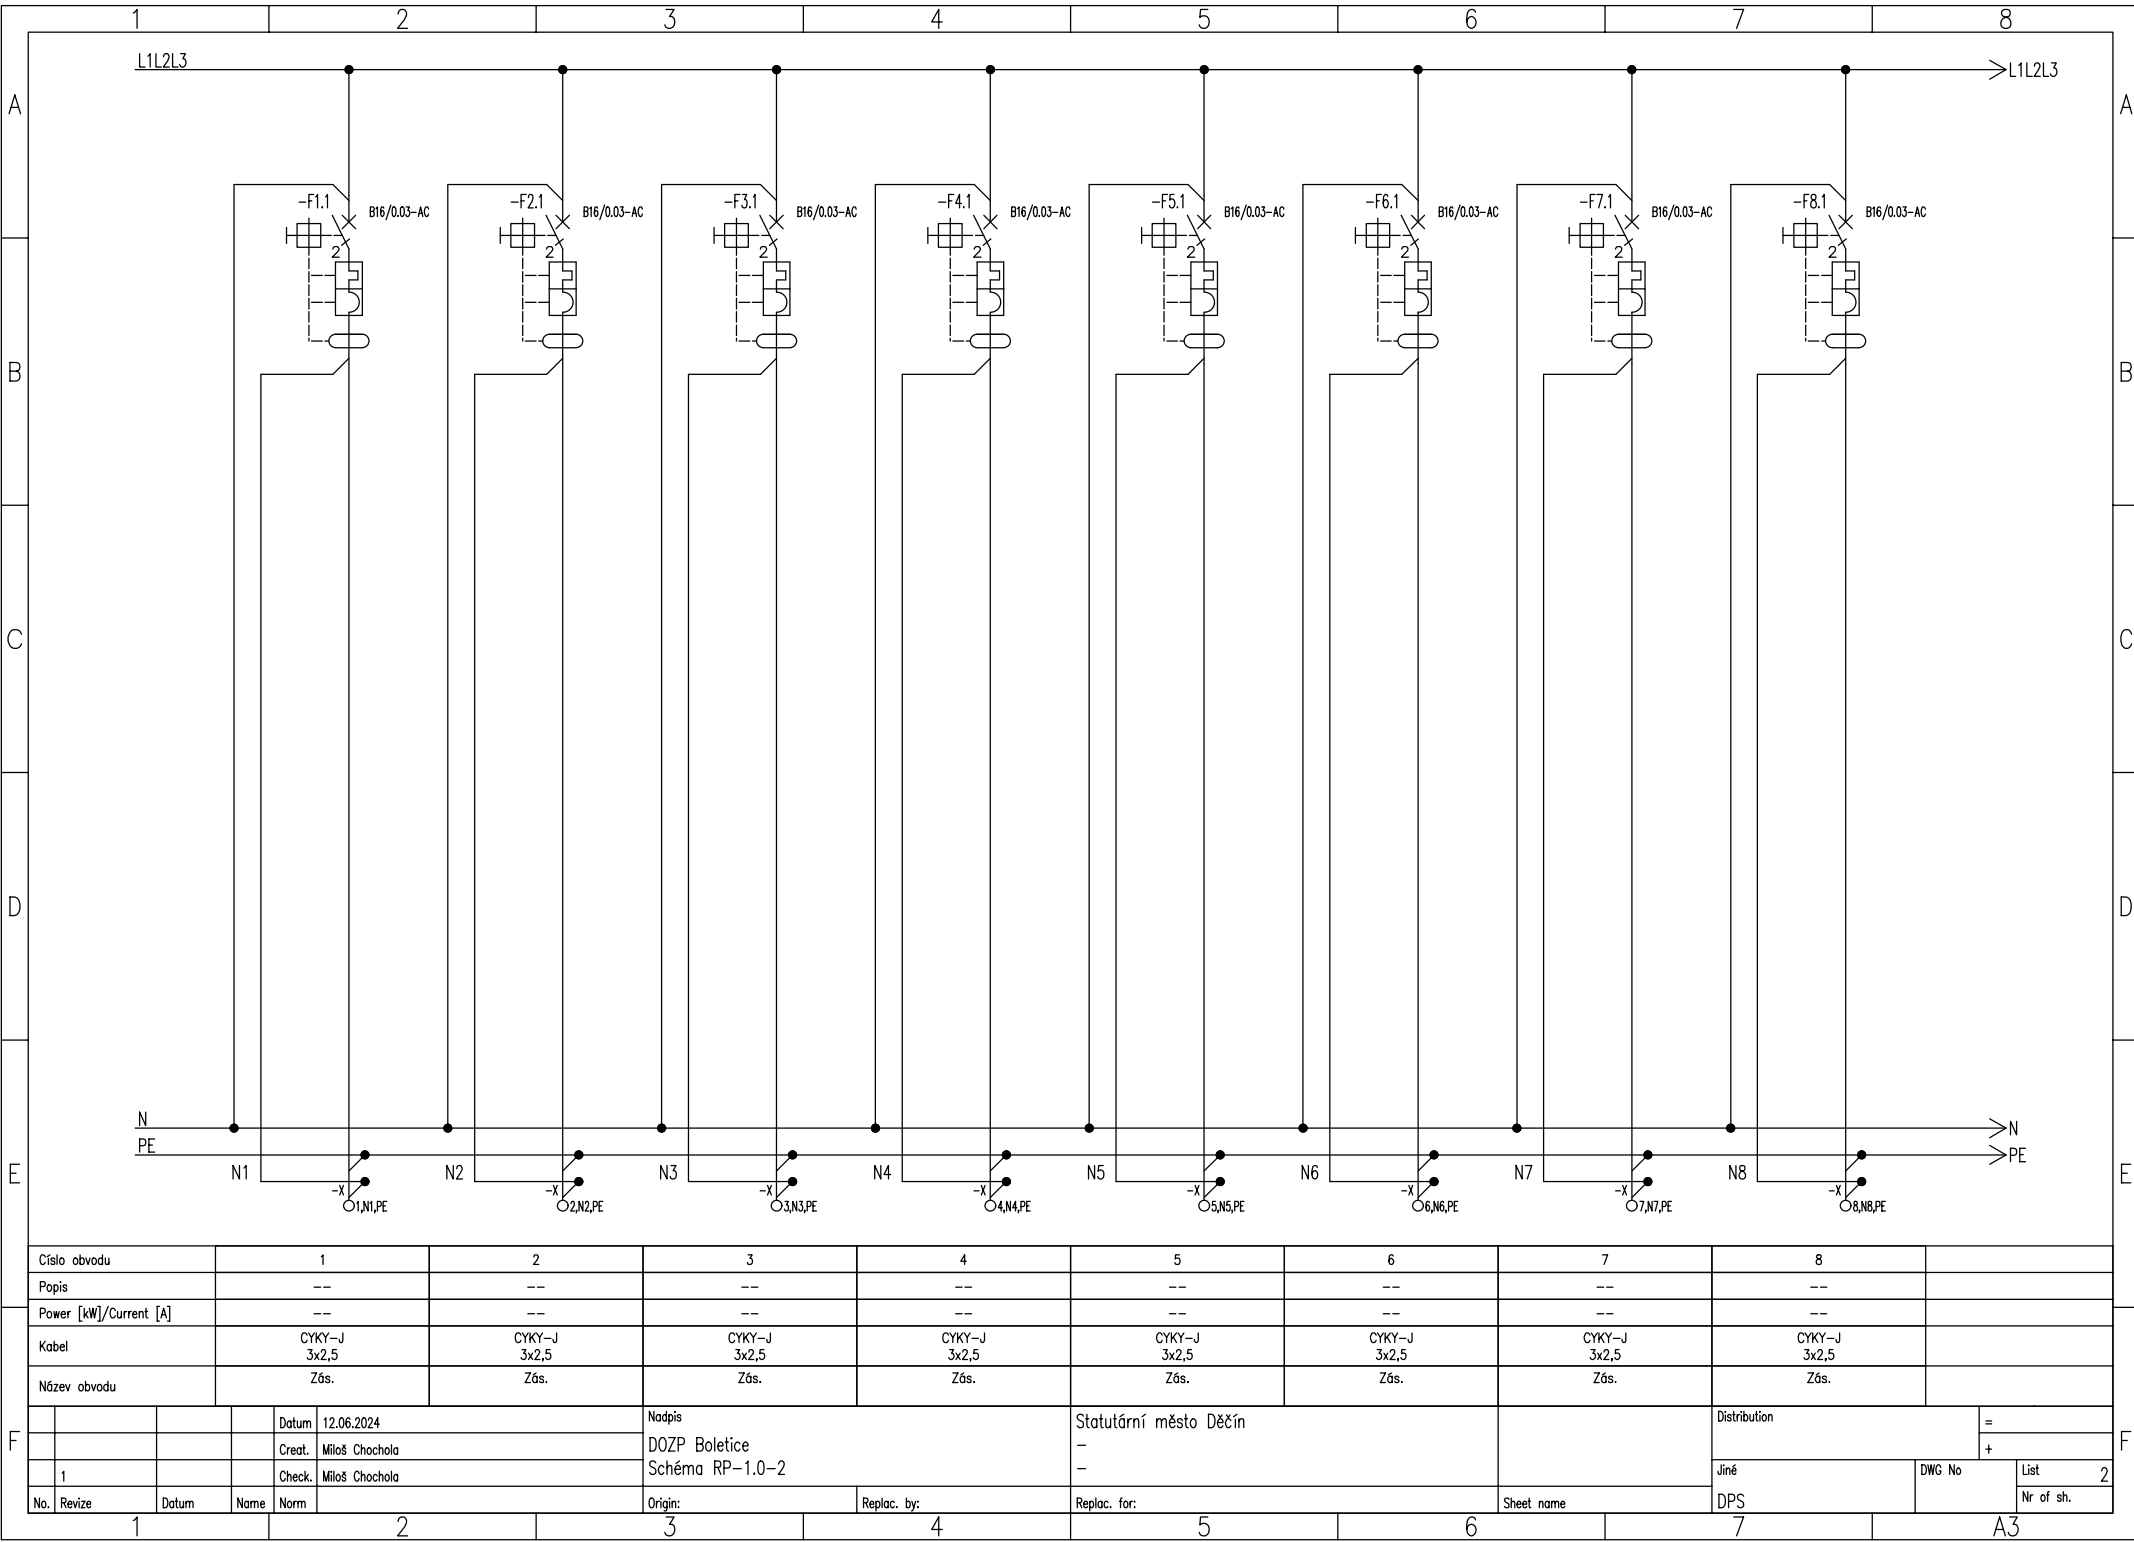 1 2 3 4 5 6 7 8
L1L2L3 L1L2L3
A A
-F1.1 B16/0.03-AC -F2.1 B16/0.03-AC -F3.1 B16/0.03-AC -F4.1 B16/0.03-AC -F5.1 B16/0.03-AC -F6.1 B16/0.03-AC -F7.1 B16/0.03-AC -F8.1 B16/0.03-AC
2 2 2 2 2 2 2 2
B B
C C
D D
N N
PE PE
E N1 N2 N3 N4 N5 N6 N7 N8 E
-X -X -X -X -X -X -X -X
1,N1,PE 2,N2,PE 3,N3,PE 4,N4,PE 5,N5,PE 6,N6,PE 7,N7,PE 8,N8,PE
Císlo obvodu 1 2 3 4 5 6 7 8
Popis -- -- -- -- -- -- -- --
Power [kW]/Current [A] -- -- -- -- -- -- -- --
Kabel CYKY-J CYKY-J CYKY-J CYKY-J CYKY-J CYKY-J CYKY-J CYKY-J
3x2,5 3x2,5 3x2,5 3x2,5 3x2,5 3x2,5 3x2,5 3x2,5
Název obvodu Zás. Zás. Zás. Zás. Zás. Zás. Zás. Zás.
Datum 12.06.2024 Nadpis Statutární město Děčín Distribution =
F Creat. Miloš Chochola DOZP Boletice - + F
1 Check. Miloš Chochola Schéma RP-1.0-2 - Jiné DWG No List 2
No. Revize Datum Name Norm Origin: Replac. by: Replac. for: Sheet name DPS Nr of sh.
1 2 3 4 5 6 7 A3